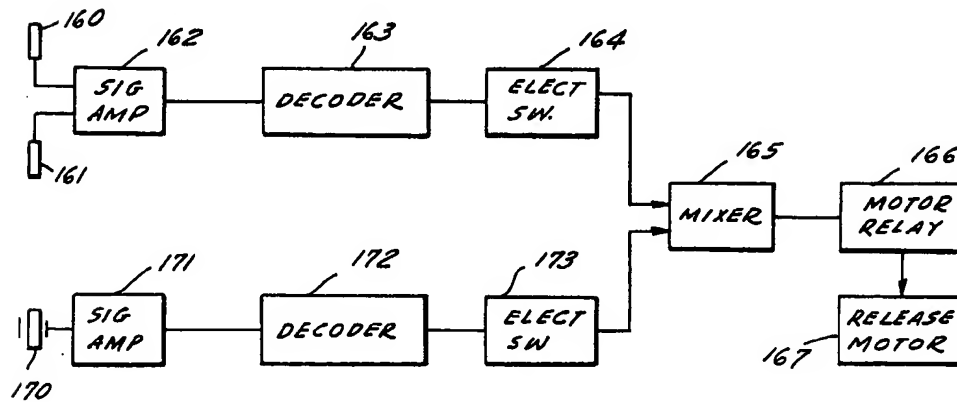 160
162
163
164
SIG
AMP
DECODER
ELECT
SW.
161
165
166
MIXER
MOTOR
RELAY
171
172
173
SIG
AMP
DECODER
ELECT
SW
170
RELEASE
MOTOR
167